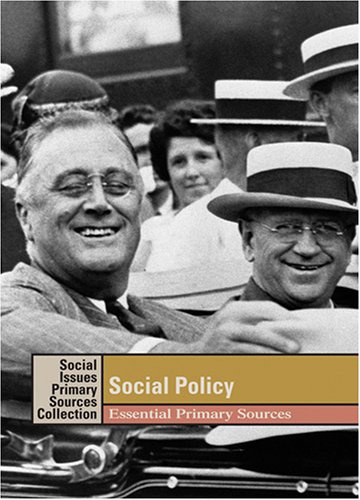 Social
Issues
Primary
Sources
Collection
Social Policy
Essential Primary Sources